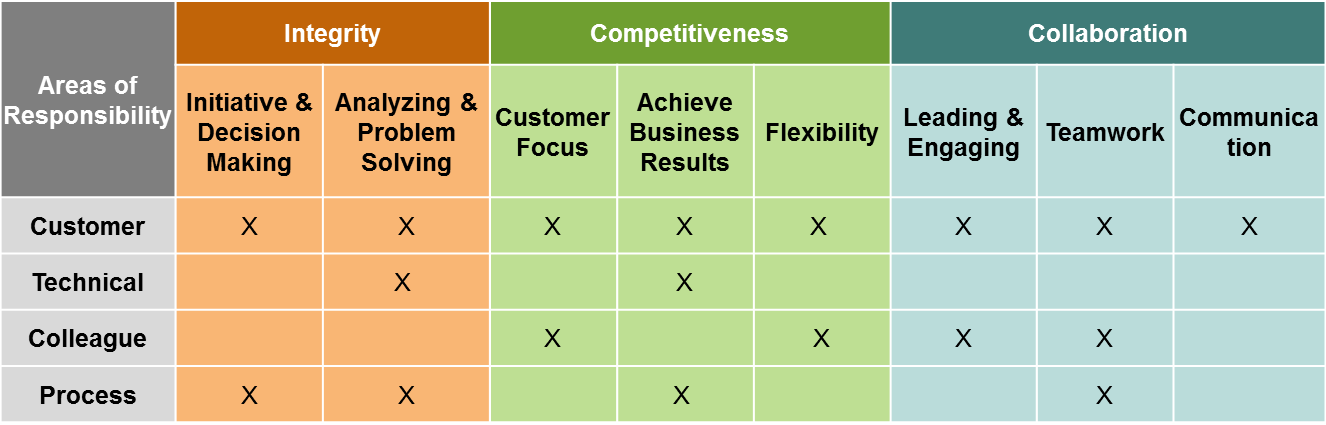 Integrity
Competitiveness
Collaboration
Areas of
Responsibility
Initiative &
Decision
Making
Analyzing &
Problem
Solving
Customer
Focus
Achieve
Business
Results
Flexibility
Leading &
Engaging
Teamwork
Communica
tion
Customer X X X X X X X X
Technical X X
Colleague X X X X
Process X X X X